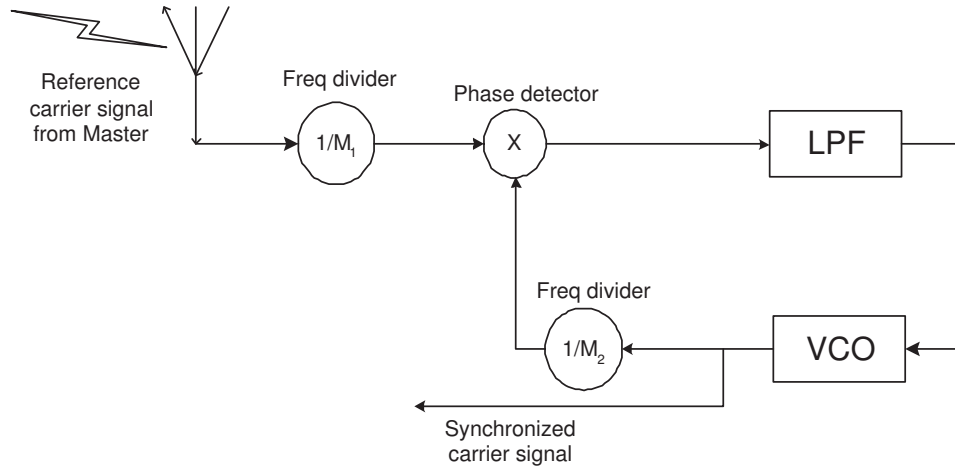 Reference
carrier signal
from Master
Freq divider
1/M₁
Phase detector
X
LPF
Freq divider
1/M₂
VCO
Synchronized
carrier signal